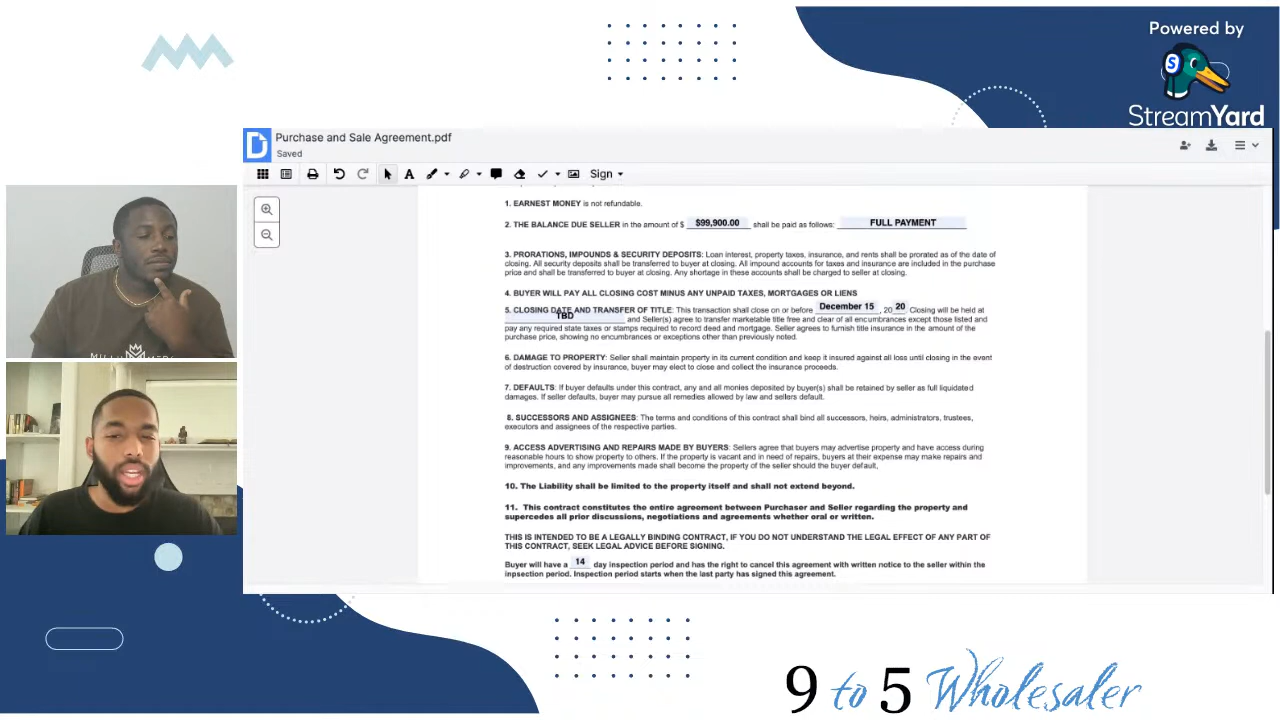 Powered by
StreamYard
Purchase and Sale Agreement.pdf
Saved
Sign
1. EARNEST MONEY is not refundable.
2. THE BALANCE DUE SELLER in the amount of $ $99,900.00 shall be paid as follows: FULL PAYMENT
3. PRORATIONS, IMPOUNDS & SECURITY DEPOSITS: Loan interest, property taxes, insurance, and rents shall be prorated as of the date of
closing. All security deposits shall be transferred to buyer at closing. All impound accounts for taxes and insurance are included in the purchase
price and shall be transferred to buyer at closing. Any shortage in these accounts shall be charged to seller at closing.
4. BUYER WILL PAY ALL CLOSING COST MINUS ANY UNPAID TAXES, MORTGAGES OR LIENS
5. CLOSING DATE AND TRANSFER OF TITLE: This transaction shall close on or before December 15, 2020 Closing will be held at
TBD and Seller(s) agree to transfer marketable title free and clear of all encumbrances except those listed and
pay any required state taxes or stamps required to record deed and mortgage. Seller agrees to furnish title insurance in the amount of the
purchase price, showing no encumbrances or exceptions other than previously noted.
6. DAMAGE TO PROPERTY: Seller shall maintain property in its current condition and keep it insured against all loss until closing in the event
of destruction covered by insurance, buyer may elect to close and collect the insurance proceeds.
7. DEFAULTS: If buyer defaults under this contract, any and all monies deposited by buyer(s) shall be retained by seller as full liquidated
damages. If seller defaults, buyer may pursue all remedies allowed by law and sellers default.
8. SUCCESSORS AND ASSIGNEES: The terms and conditions of this contract shall bind all successors, heirs, administrators, trustees,
executors and assignees of the respective parties.
9. ACCESS ADVERTISING AND REPAIRS MADE BY BUYERS: Sellers agree that buyers may advertise property and have access during
reasonable hours to show property to others. If the property is vacant and in need of repairs, buyers at their expense may make repairs and
improvements, and any improvements made shall become the property of the seller should the buyer default,
10. The Liability shall be limited to the property itself and shall not extend beyond.
11. This contract constitutes the entire agreement between Purchaser and Seller regarding the property and
supercedes all prior discussions, negotiations and agreements whether oral or written.
THIS IS INTENDED TO BE A LEGALLY BINDING CONTRACT, IF YOU DO NOT UNDERSTAND THE LEGAL EFFECT OF ANY PART OF
THIS CONTRACT, SEEK LEGAL ADVICE BEFORE SIGNING.
Buyer will have a 14 day inspection period and has the right to cancel this agreement with written notice to the seller within the
inpsection period. Inspection period starts when the last party has signed this agreement.
9 to 5 Wholesaler